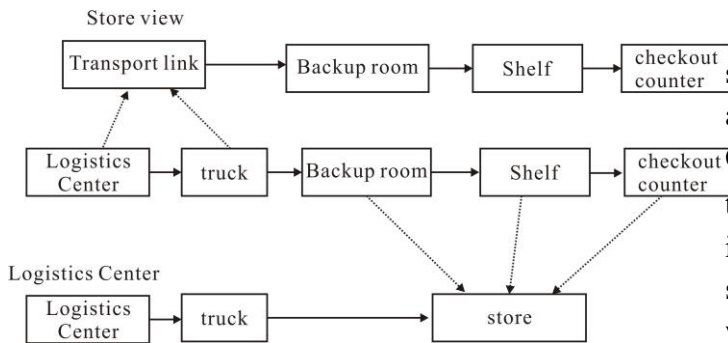 Store view
Transport link
Backup room
Shelf
checkout
counter
Logistics
Center
truck
Backup room
Shelf
checkout
counter
Logistics Center
Logistics
Center
truck
store